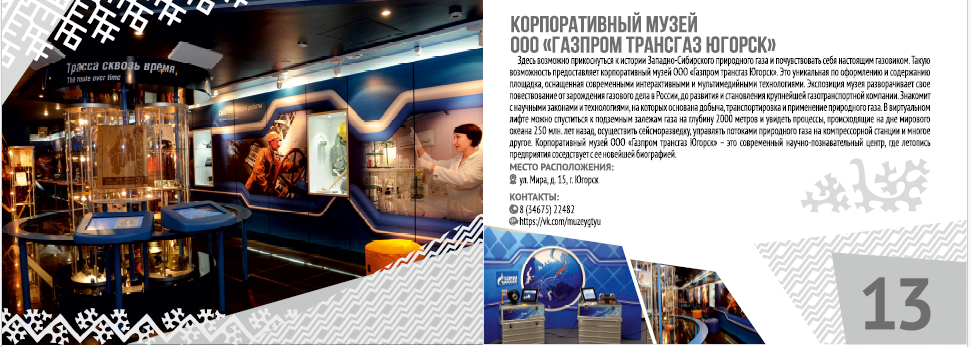 Трасса сквозь время
The route over time
КОРПОРАТИВНЫЙ МУЗЕЙ
ООО «ГАЗПРОМ ТРАНСГАЗ ЮГОРСК»
Здесь возможно прикоснуться к истории Западно-Сибирского природного газа и почувствовать себя настоящим газовиком. Такую
возможность предоставляет корпоративный музей ООО «Газпром трансгаз Югорск». Это уникальная по оформлению и содержанию
площадка, оснащенная современными интерактивными и мультимедийными технологиями. Экспозиция музея разворачивает свое
повествование от зарождения газового дела в России, до развития и становления крупнейшей газотранспортной компании. Знакомит
с научными законами и технологиями, на которых основана добыча, транспортировка и применение природного газа. В виртуальном
лифте можно спуститься к подземным залежам газа на глубину 2000 метров и увидеть процессы, происходящие на дне мирового
океана 250 млн. лет назад, осуществить сейсморазведку, управлять потоками природного газа на компрессорной станции и многое
другое. Корпоративный музей ООО «Газпром трансгаз Югорск» – это современный научно-познавательный центр, где летопись
предприятия соседствует с ее новейшей биографией.
МЕСТО РАСПОЛОЖЕНИЯ:
ул. Мира, д. 15, г. Югорск
КОНТАКТЫ:
8 (34675) 22482
https://vk.com/muzeygtyu
ГАЗПРОМ
13